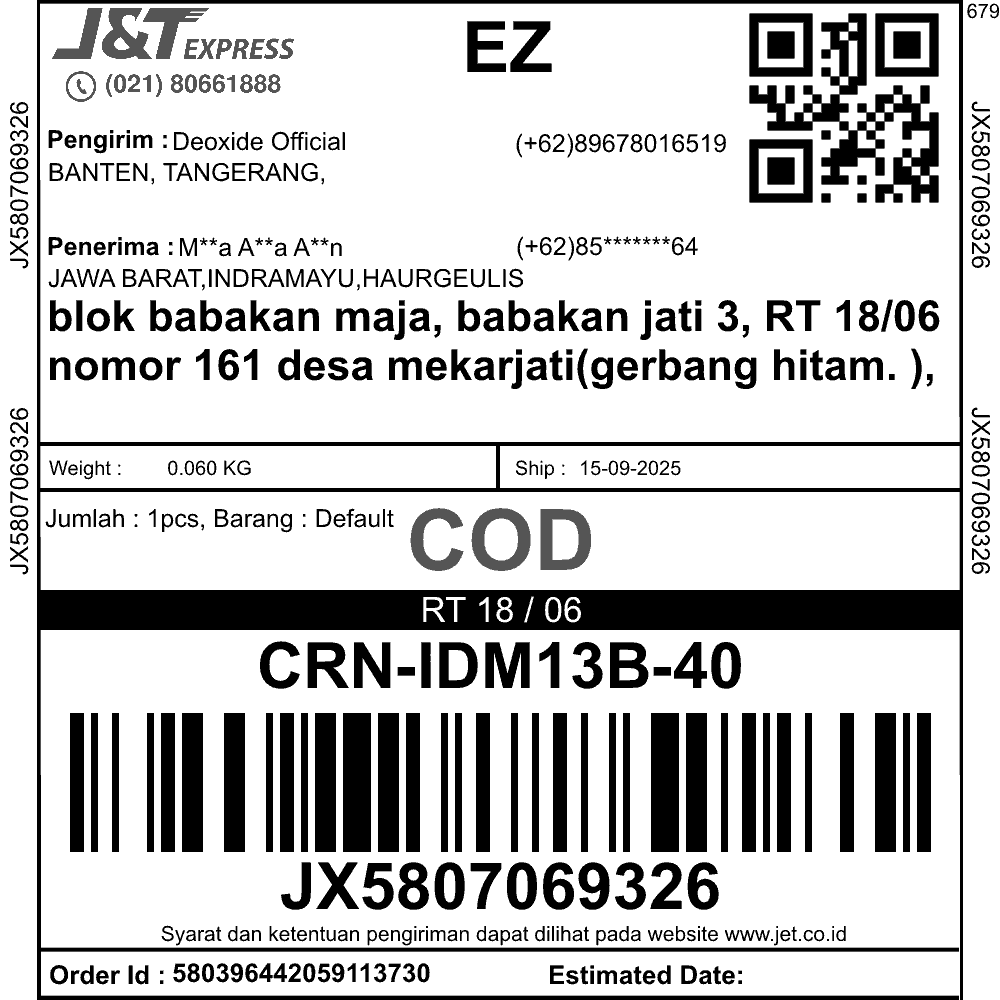 679
J&T EXPRESS
EZ
(021) 80661888
Pengirim : Deoxide Official (+62)89678016519
BANTEN, TANGERANG,
Penerima : M**a A**a A**n (+62)85*******64
JAWA BARAT,INDRAMAYU,HAURGEULIS
blok babakan maja, babakan jati 3, RT 18/06
nomor 161 desa mekarjati(gerbang hitam. ),
JX5807069326
JX5807069326
JX5807069326
JX5807069326
Weight : 0.060 KG
Ship : 15-09-2025
Jumlah : 1pcs, Barang : Default
COD
RT 18 / 06
CRN-IDM13B-40
JX5807069326
Syarat dan ketentuan pengiriman dapat dilihat pada website www.jet.co.id
Order Id : 580396442059113730
Estimated Date: